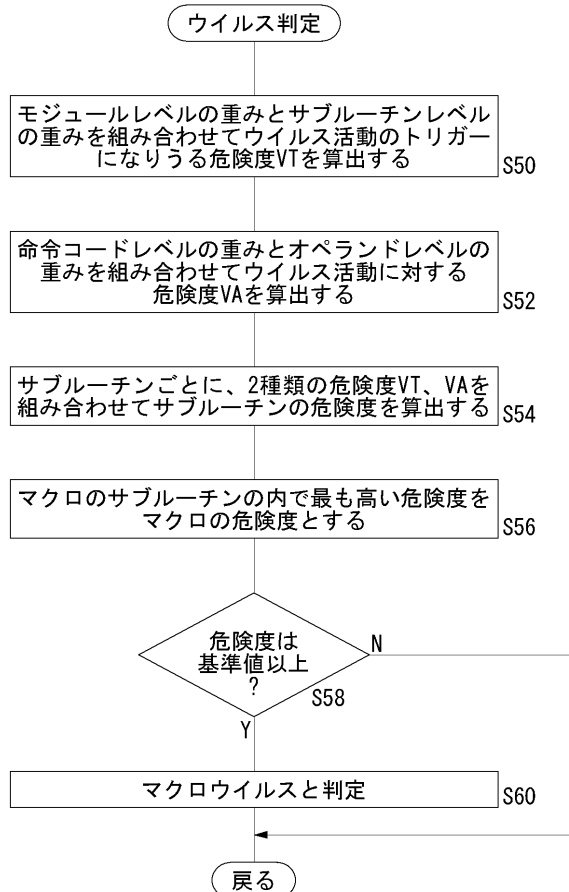 ウイルス判定
モジュールレベルの重みとサブルーチンレベル
の重みを組み合わせてウイルス活動のトリガー
になりうる危険度VTを算出する
S50
命令コードレベルの重みとオペランドレベルの
重みを組み合わせてウイルス活動に対する
危険度VAを算出する
S52
サブルーチンごとに、2種類の危険度VT、VAを
組み合わせてサブルーチンの危険度を算出する
S54
マクロのサブルーチンの内で最も高い危険度を
マクロの危険度とする
S56
危険度は
基準値以上
?
N
S58
Y
マクロウイルスと判定
S60
戻る